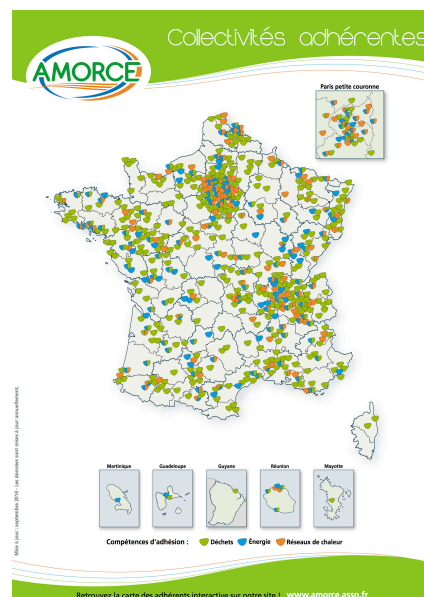 Collectivités adhérentes
AMORCE
Paris petite couronne
Mise à jour : septembre 2014 - Les données sont mises à jour annuellement.
Martinique
Guadeloupe
Guyane
Réunion
Mayotte
Compétences d'adhésion : Déchets Énergie Réseaux de chaleur
Retrouvez la carte des adhérents interactive sur notre site ! www.amorce.asso.fr